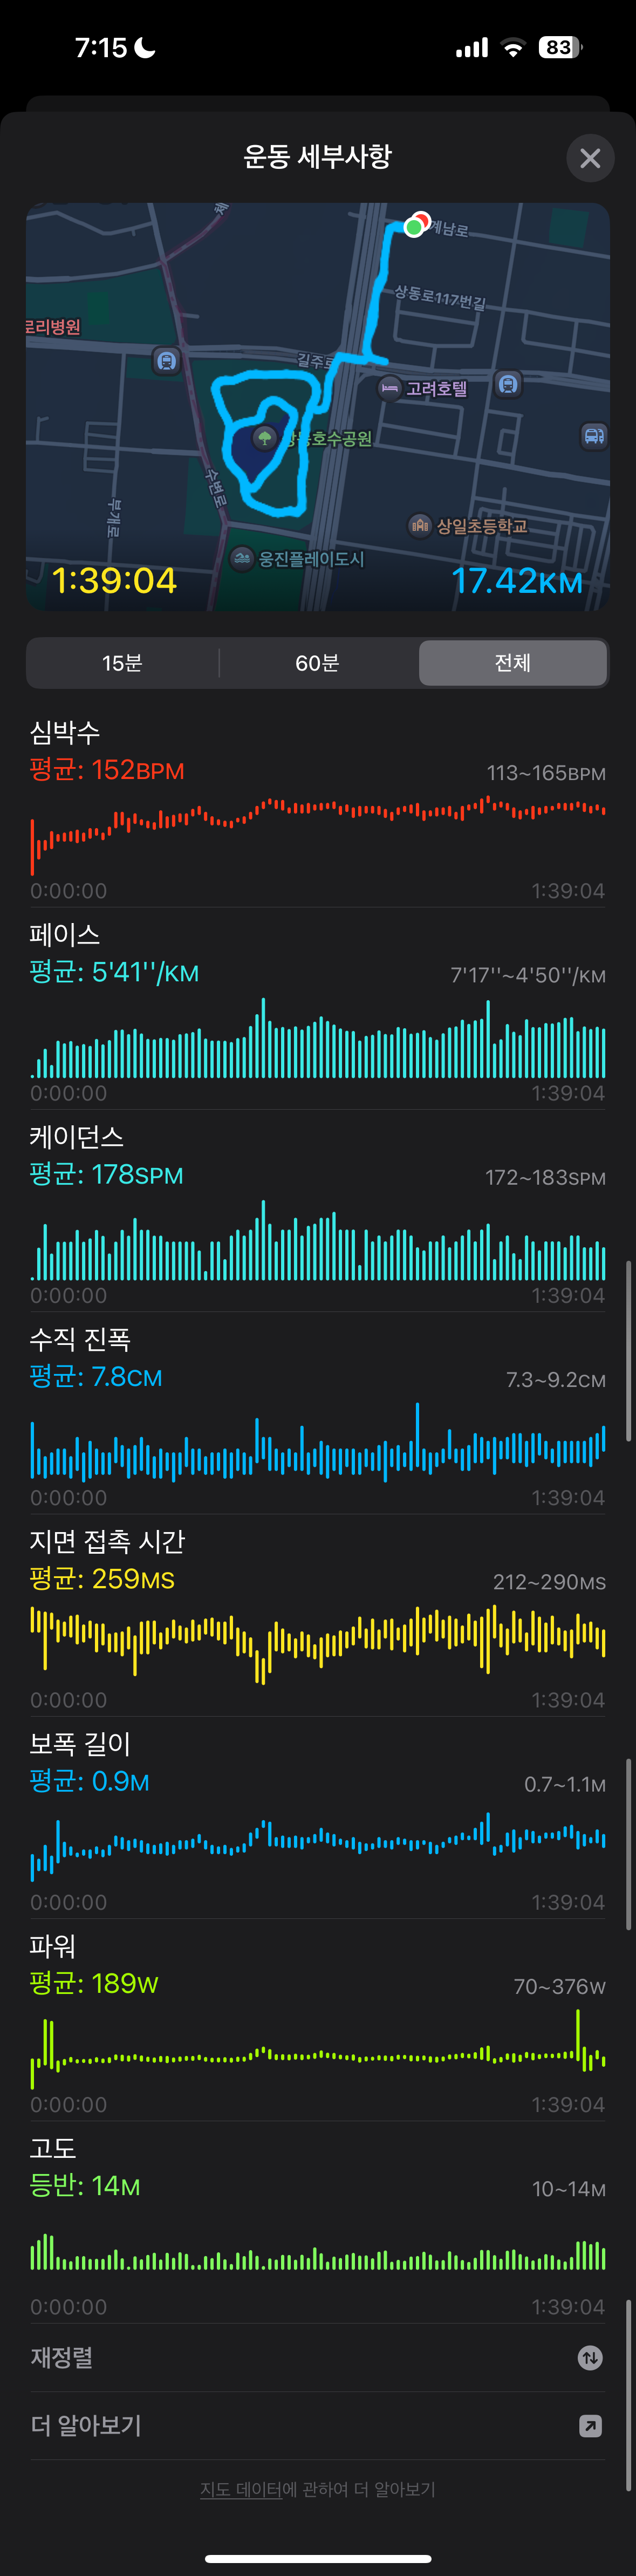 7:15
83
운동 세부사항
계남로
상동로117번길
로리병원
길주로
고려호텔
상동호수공원
수변로
부개로
상일초등학교
웅진플레이도시
1:39:04
17.42KM
15분
60분
전체
심박수
평균: 152BPM
113~165BPM
0:00:00
1:39:04
페이스
평균: 5'41''/KM
7'17''~4'50''/KM
0:00:00
1:39:04
케이던스
평균: 178SPM
172~183SPM
0:00:00
1:39:04
수직 진폭
평균: 7.8CM
7.3~9.2CM
0:00:00
1:39:04
지면 접촉 시간
평균: 259MS
212~290MS
0:00:00
1:39:04
보폭 길이
평균: 0.9M
0.7~1.1M
0:00:00
1:39:04
파워
평균: 189W
70~376W
0:00:00
1:39:04
고도
등반: 14M
10~14M
0:00:00
1:39:04
재정렬
더 알아보기
지도 데이터에 관하여 더 알아보기